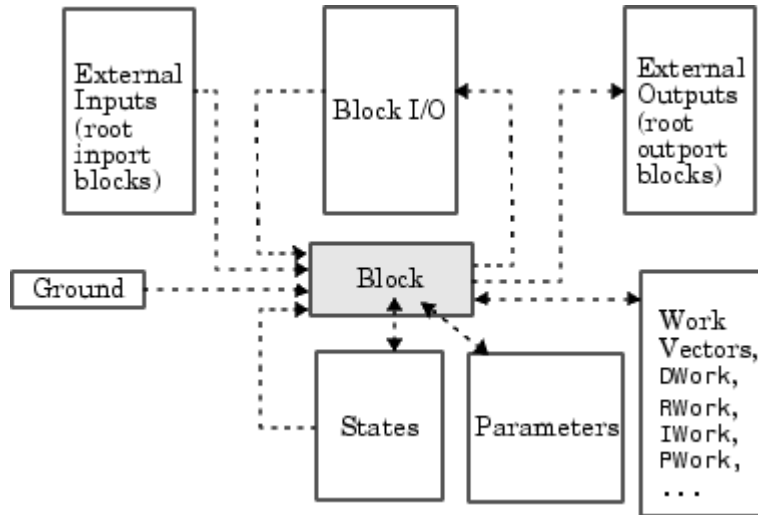 External
Inputs
(root
inport
blocks)
Block I/O
External
Outputs
(root
outport
blocks)
Ground
Block
States
Parameters
Work
Vectors,
DWork,
RWork,
IWork,
PWork,
...